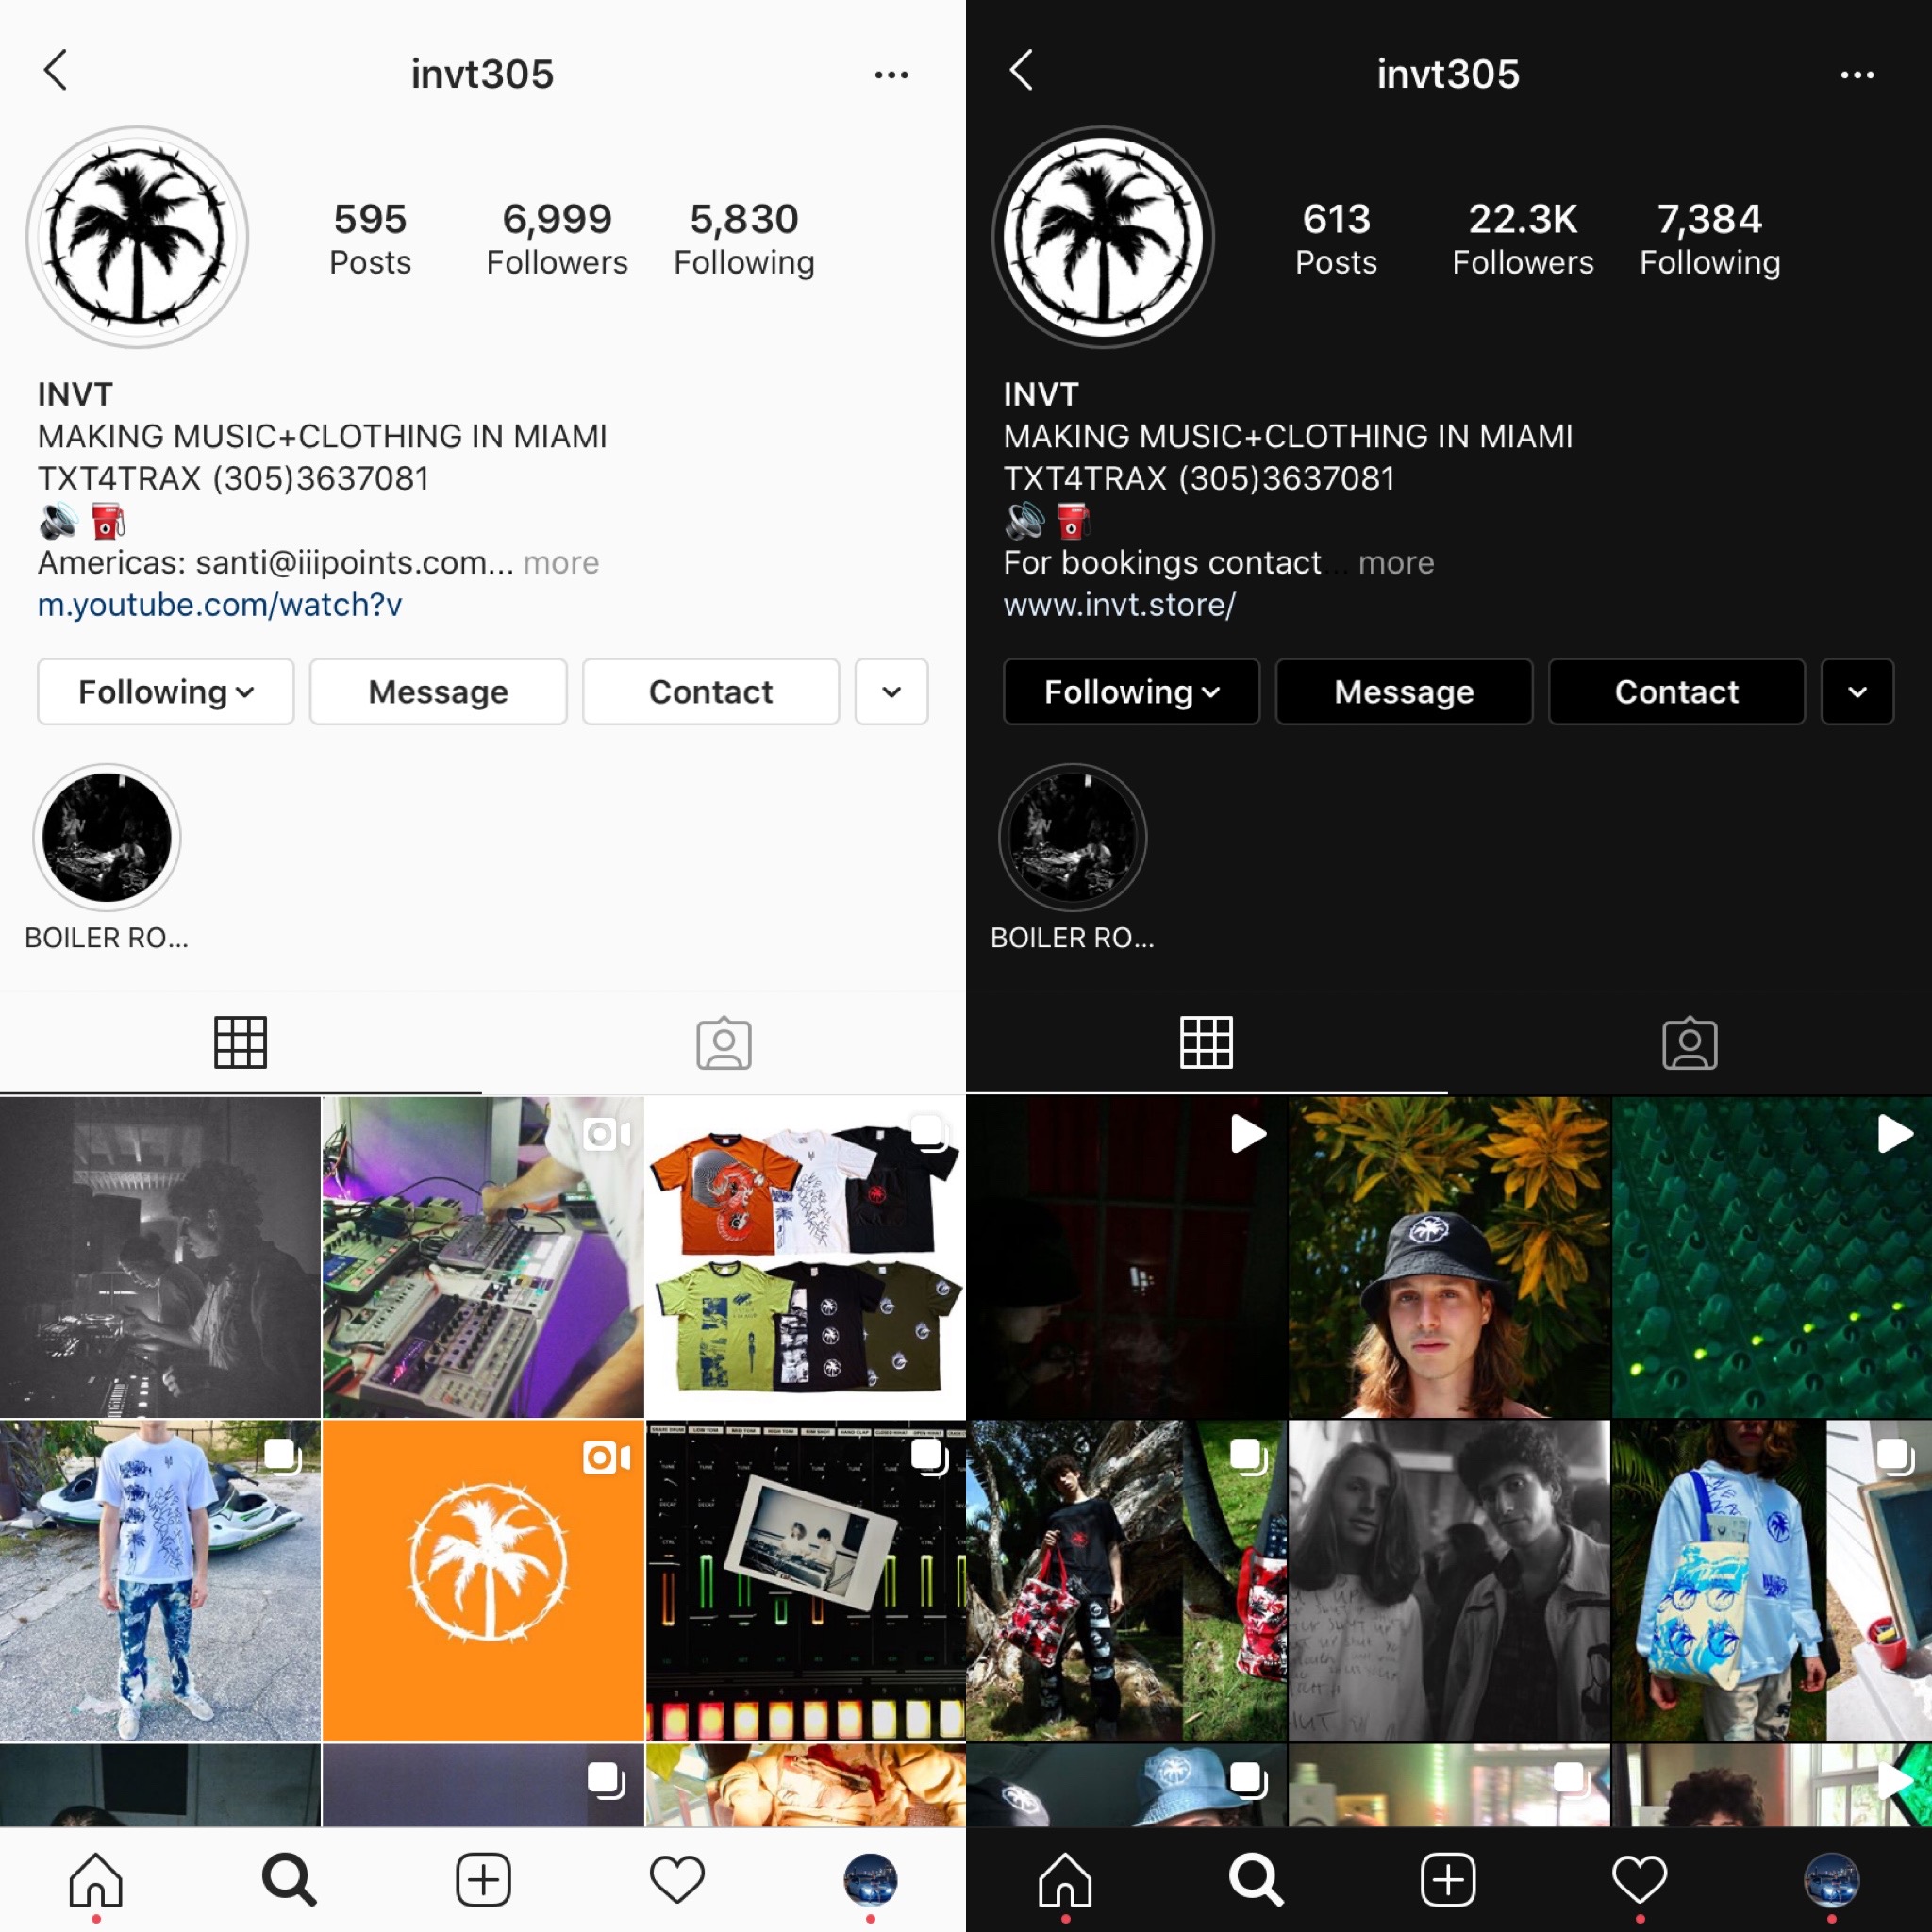 invt305
595
Posts
6,999
Followers
5,830
Following
INVT
MAKING MUSIC+CLOTHING IN MIAMI
TXT4TRAX (305)3637081
Americas: santi@iiipoints.com... more
m.youtube.com/watch?v
Following
Message
Contact
BOILER RO...
invt305
613
Posts
22.3K
Followers
7,384
Following
INVT
MAKING MUSIC+CLOTHING IN MIAMI
TXT4TRAX (305)3637081
For bookings contact... more
www.invt.store/
Following
Message
Contact
BOILER RO...